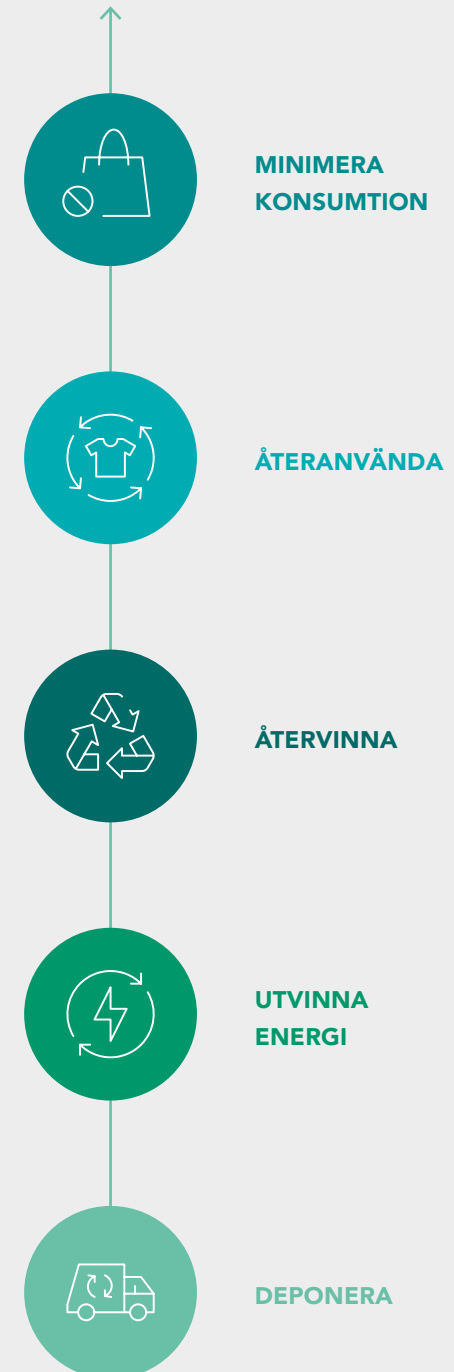 MINIMERA
KONSUMTION
ÅTERANVÄNDA
ÅTERVINNA
UTVINNA
ENERGI
DEPONERA